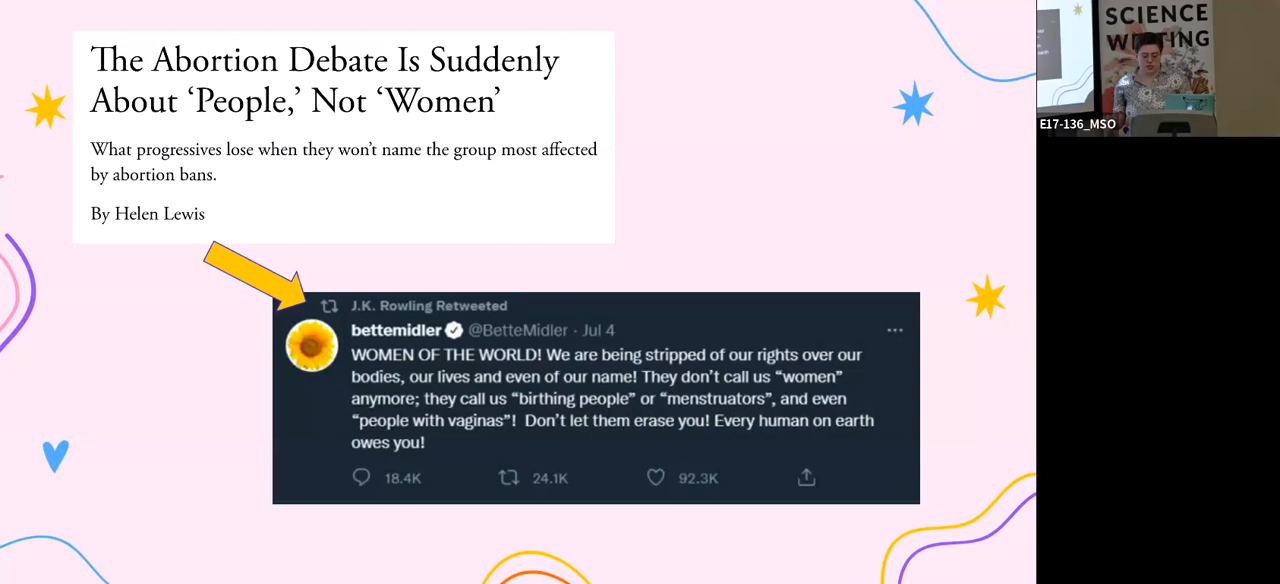 The Abortion Debate Is Suddenly
About ‘People,’ Not ‘Women’
What progressives lose when they won’t name the group most affected
by abortion bans.
By Helen Lewis
J.K. Rowling Retweeted
bettemidler @BetteMidler · Jul 4
WOMEN OF THE WORLD! We are being stripped of our rights over our
bodies, our lives and even of our name! They don’t call us “women”
anymore; they call us “birthing people” or “menstruators”, and even
“people with vaginas”! Don’t let them erase you! Every human on earth
owes you!
18.4K 24.1K 92.3K
SCIENCE
WRITING
E17-136_MSO